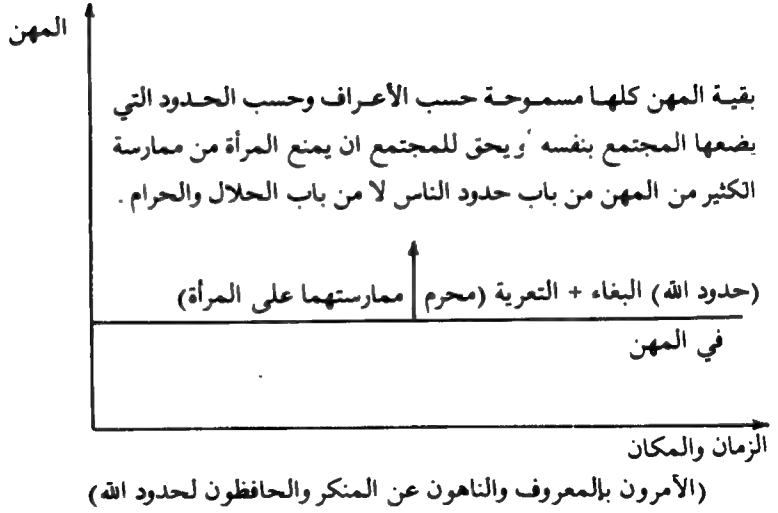 المهن
بقية المهن كلها مسموحة حسب الأعراف وحسب الحدود التي
يضعها المجتمع بنفسه ويحق للمجتمع ان يمنع المرأة من ممارسة
الكثير من المهن من باب حدود الناس لا من باب الحلال والحرام .
(حدود الله) البغاء + التعرية (محرم ممارستهما على المرأة)
في المهن
الزمان والمكان
(الآمرون بالمعروف والناهون عن المنكر والحافظون لحدود الله)